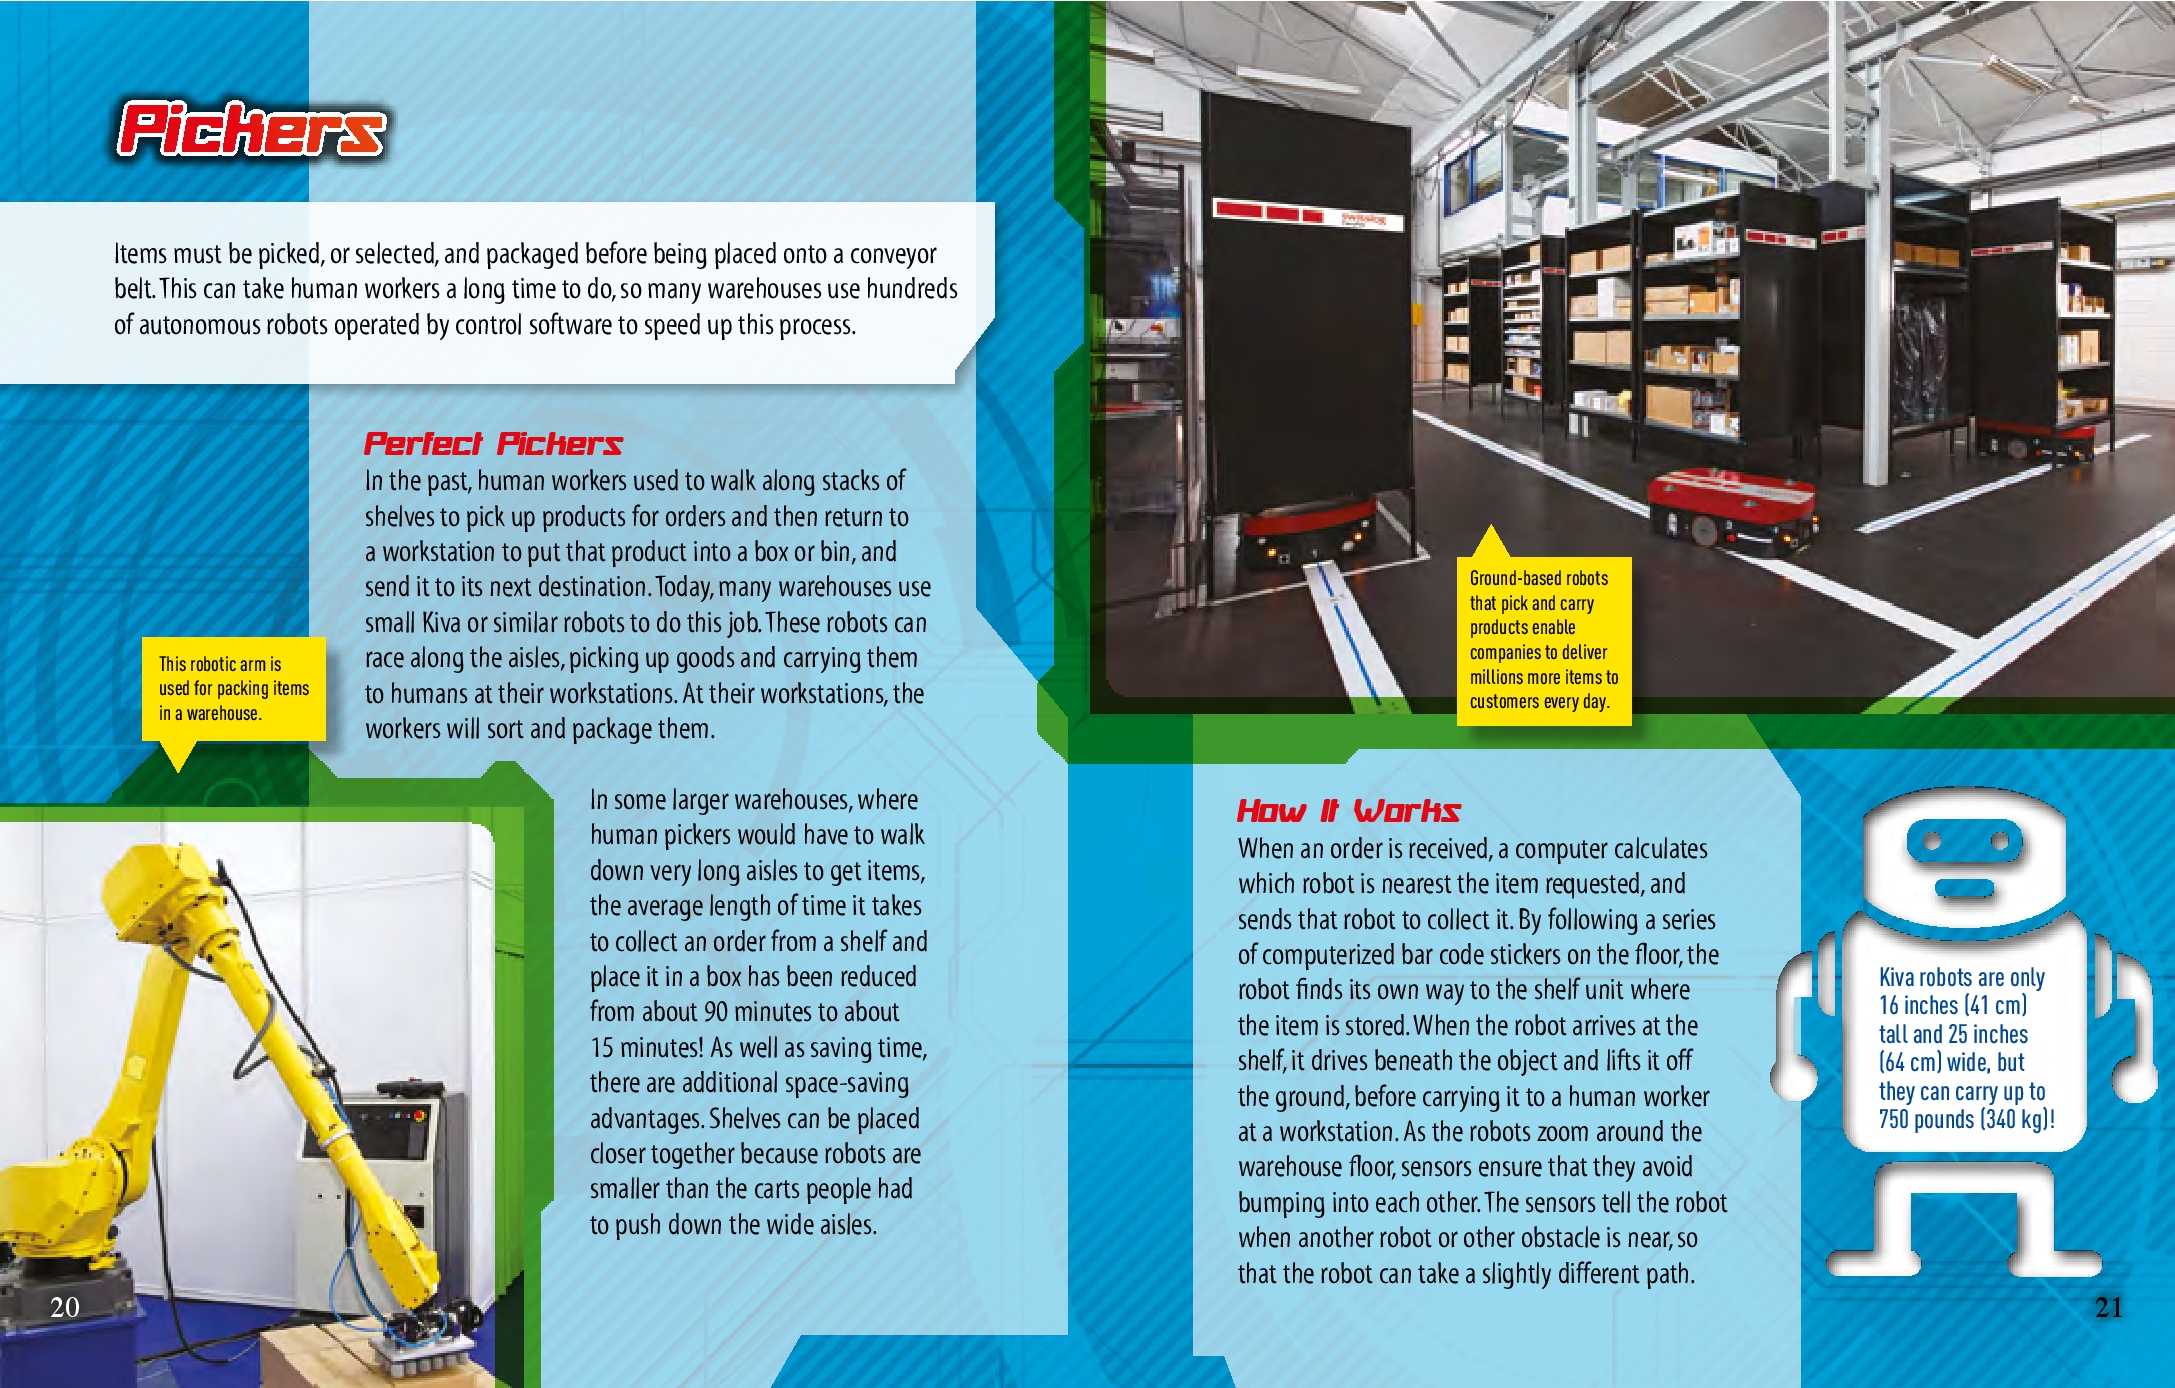 Pickers
Items must be picked, or selected, and packaged before being placed onto a conveyor
belt. This can take human workers a long time to do, so many warehouses use hundreds
of autonomous robots operated by control software to speed up this process.
Perfect Pickers
In the past, human workers used to walk along stacks of
shelves to pick up products for orders and then return to
a workstation to put that product into a box or bin, and
send it to its next destination. Today, many warehouses use
small Kiva or similar robots to do this job. These robots can
race along the aisles, picking up goods and carrying them
to humans at their workstations. At their workstations, the
workers will sort and package them.
This robotic arm is
used for packing items
in a warehouse.
In some larger warehouses, where
human pickers would have to walk
down very long aisles to get items,
the average length of time it takes
to collect an order from a shelf and
place it in a box has been reduced
from about 90 minutes to about
15 minutes! As well as saving time,
there are additional space-saving
advantages. Shelves can be placed
closer together because robots are
smaller than the carts people had
to push down the wide aisles.
20
swisslog
Ground-based robots
that pick and carry
products enable
companies to deliver
millions more items to
customers every day.
How It Works
When an order is received, a computer calculates
which robot is nearest the item requested, and
sends that robot to collect it. By following a series
of computerized bar code stickers on the floor, the
robot finds its own way to the shelf unit where
the item is stored. When the robot arrives at the
shelf, it drives beneath the object and lifts it off
the ground, before carrying it to a human worker
at a workstation. As the robots zoom around the
warehouse floor, sensors ensure that they avoid
bumping into each other. The sensors tell the robot
when another robot or other obstacle is near, so
that the robot can take a slightly different path.
Kiva robots are only
16 inches (41 cm)
tall and 25 inches
(64 cm) wide, but
they can carry up to
750 pounds (340 kg)!
21